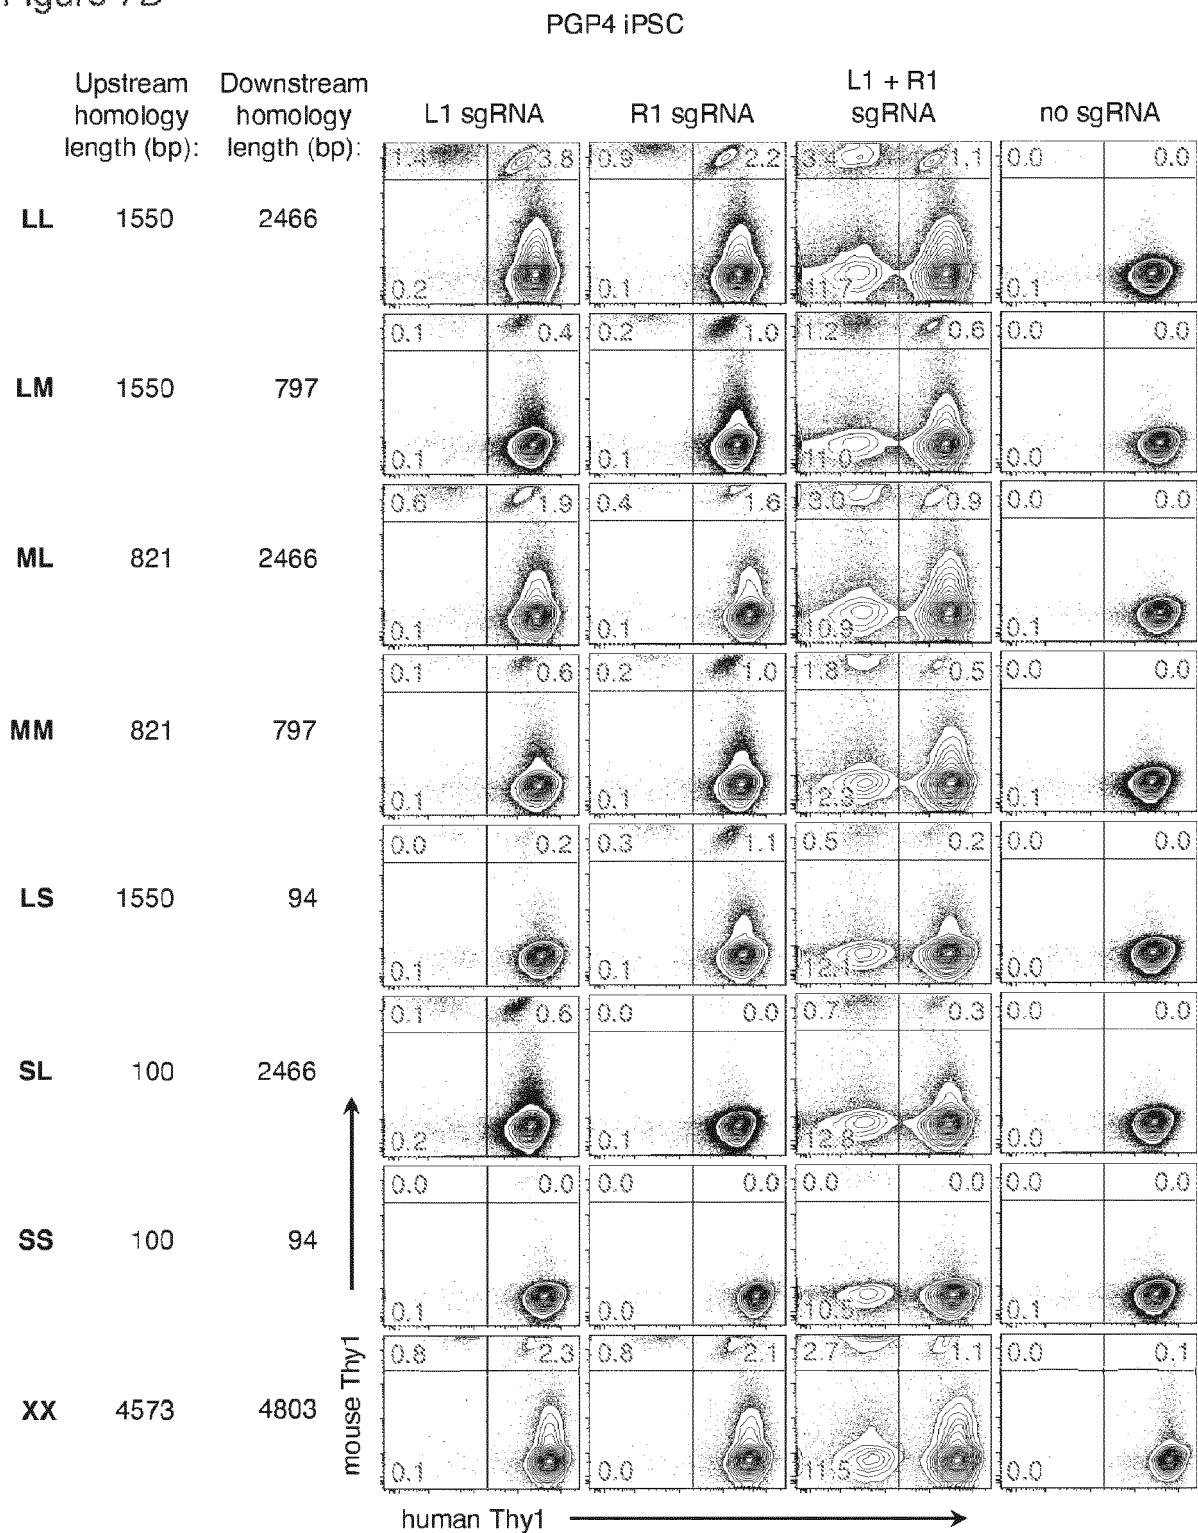 PGP4 iPSC
Upstream homology length (bp):
Downstream homology length (bp):
L1 sgRNA
R1 sgRNA
L1 + R1 sgRNA
no sgRNA
LL 1550 2466
1.4 3.8 0.9 2.2 3.4 1.1 0.0 0.0
0.2 0.1 11.7 0.1
LM 1550 797
0.1 0.4 0.2 1.0 1.2 0.6 0.0 0.0
0.1 0.1 11.0 0.0
ML 821 2466
0.6 1.9 0.4 1.6 3.0 0.9 0.0 0.0
0.1 0.1 10.9 0.1
MM 821 797
0.1 0.6 0.2 1.0 1.8 0.5 0.0 0.0
0.1 0.1 12.3 0.1
LS 1550 94
0.0 0.2 0.3 1.1 0.5 0.2 0.0 0.0
0.1 0.1 12.1 0.0
SL 100 2466
0.1 0.6 0.0 0.0 0.7 0.3 0.0 0.0
0.2 0.1 12.8 0.0
SS 100 94
0.0 0.0 0.0 0.0 0.0 0.0 0.0 0.0
0.1 0.0 10.5 0.1
XX 4573 4803
0.8 2.3 0.8 2.1 2.7 1.1 0.0 0.1
0.1 0.0 11.5 0.0
mouse Thy1
human Thy1